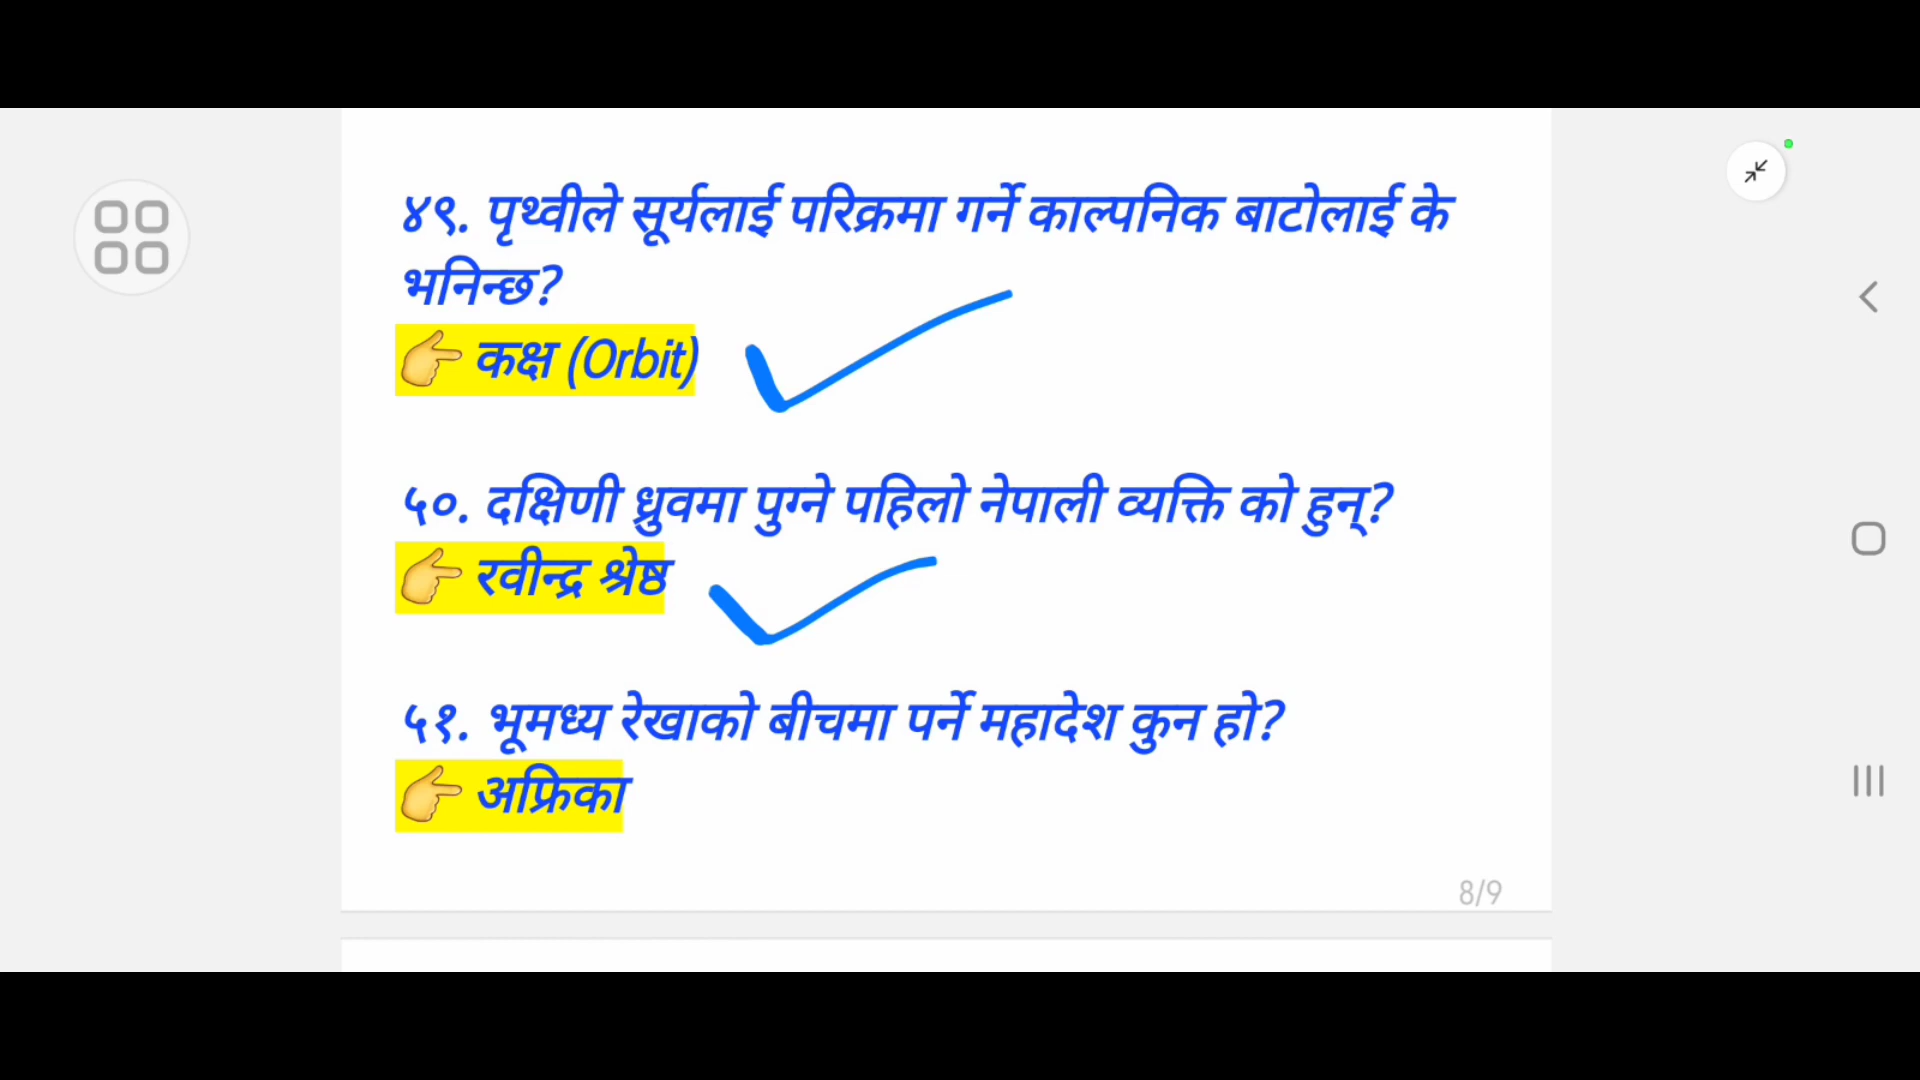 ४९. पृथ्वीले सूर्यलाई परिक्रमा गर्ने काल्पनिक बाटोलाई के
भनिन्छ?
👉 कक्ष (Orbit)
५०. दक्षिणी ध्रुवमा पुग्ने पहिलो नेपाली व्यक्ति को हुन्?
👉 रवीन्द्र श्रेष्ठ
५१. भूमध्य रेखाको बीचमा पर्ने महादेश कुन हो?
👉 अफ्रिका
8/9